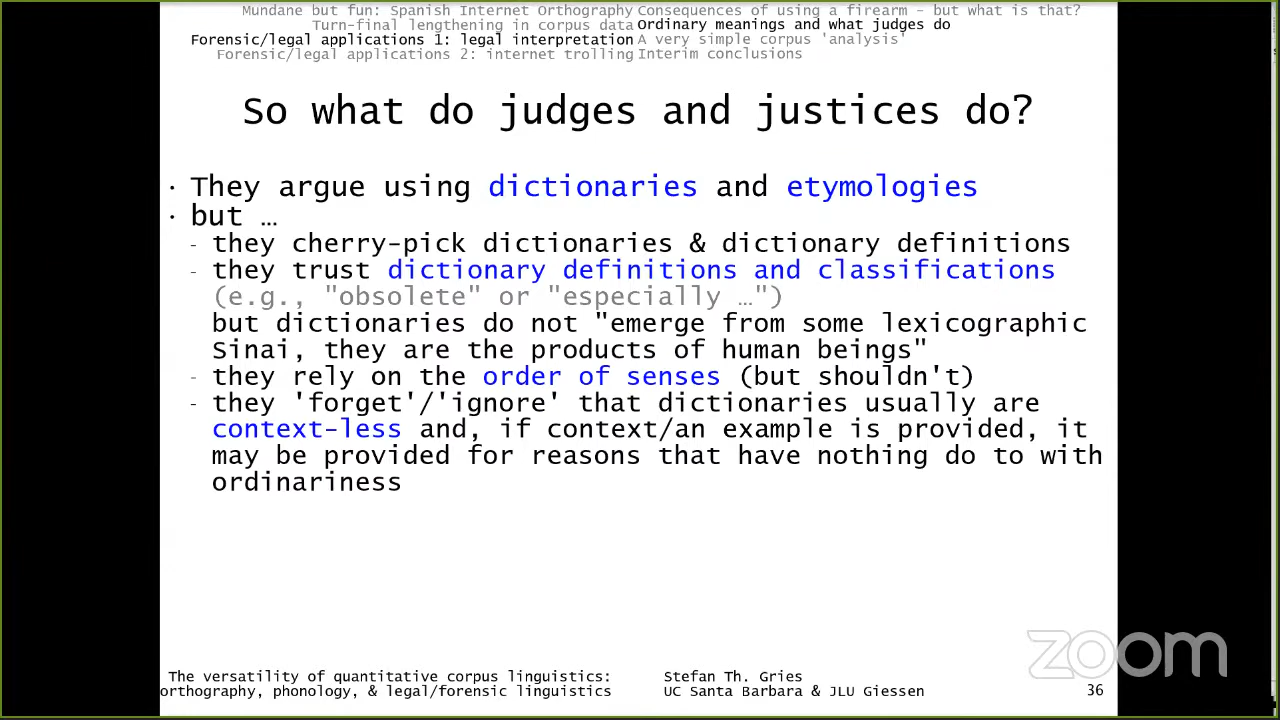 Mundane but fun: Spanish Internet Orthography Consequences of using a firearm – but what is that?
Turn-final lengthening in corpus data Ordinary meanings and what judges do
Forensic/legal applications 1: legal interpretation A very simple corpus 'analysis'
Forensic/legal applications 2: internet trolling Interim conclusions
So what do judges and justices do?
· They argue using dictionaries and etymologies
· but …
- they cherry-pick dictionaries & dictionary definitions
- they trust dictionary definitions and classifications
(e.g., "obsolete" or "especially …")
but dictionaries do not "emerge from some lexicographic
Sinai, they are the products of human beings"
- they rely on the order of senses (but shouldn't)
- they 'forget'/'ignore' that dictionaries usually are
context-less and, if context/an example is provided, it
may be provided for reasons that have nothing do to with
ordinariness
zoom
The versatility of quantitative corpus linguistics: Stefan Th. Gries
orthography, phonology, & legal/forensic linguistics UC Santa Barbara & JLU Giessen 36